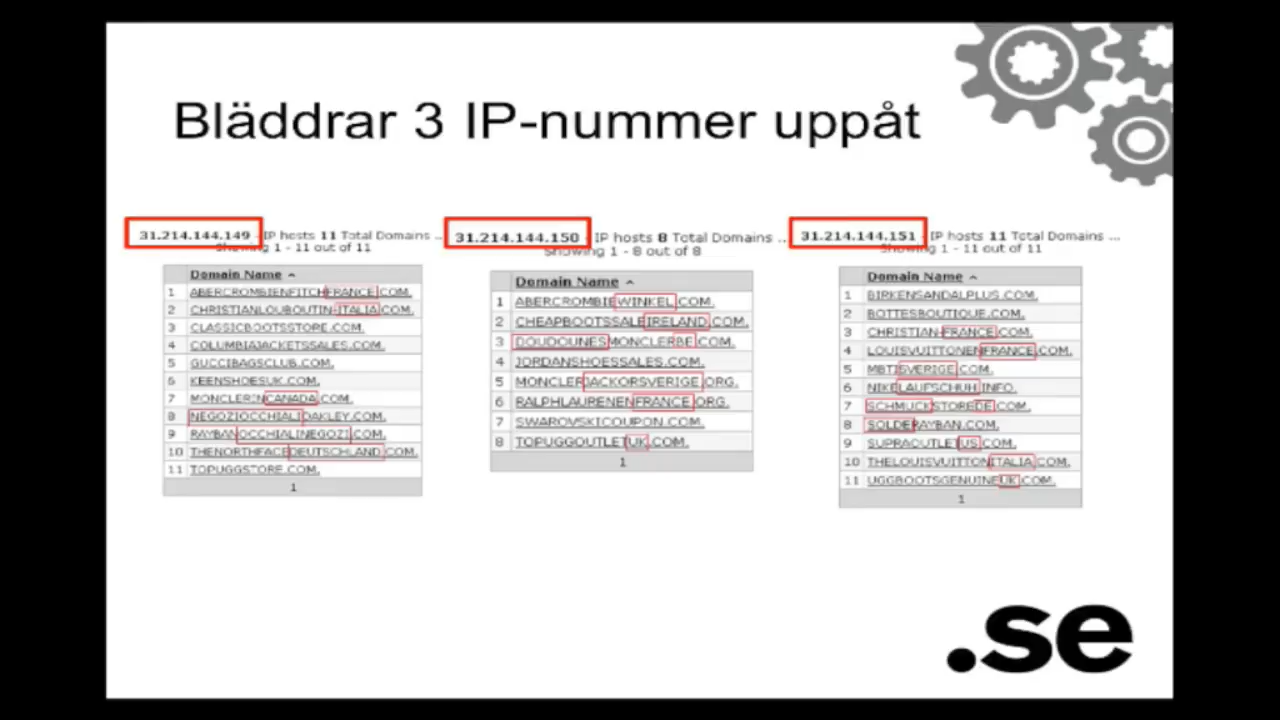 Bläddrar 3 IP-nummer uppåt
31.214.144.149 - IP hosts 11 Total Domains ...
Showing 1 - 11 out of 11
Domain Name
1 ABERCROMBIENFITCHFRANCE.COM.
2 CHRISTIANLOUBOUTIN-ITALIA.COM.
3 CLASSICBOOTSSTORE.COM.
4 COLUMBIAJACKETSSALES.COM.
5 GUCCIBAGSCLUB.COM.
6 KEENSHOESUK.COM.
7 MONCLERINCANADA.COM.
8 NEGOZIOCCHIALIOAKLEY.COM.
9 RAYBANOCCHIALINEGOZI.COM.
10 THENORTHFACEDEUTSCHLAND.COM.
11 TOPUGGSTORE.COM.
1
31.214.144.150 IP hosts 8 Total Domains ...
Showing 1 - 8 out of 8
Domain Name
1 ABERCROMBIEWINKEL.COM.
2 CHEAPBOOTSSALEIRELAND.COM.
3 DOUDOUNESMONCLERBE.COM.
4 JORDANSHOESSALES.COM.
5 MONCLERJACKORSVERIGE.ORG.
6 RALPHLAURENENFRANCE.ORG.
7 SWAROVSKICOUPON.COM.
8 TOPUGGOUTLETUK.COM.
1
31.214.144.151 IP hosts 11 Total Domains ...
Showing 1 - 11 out of 11
Domain Name
1 BIRKENSANDALPLUS.COM.
2 BOTTESBOUTIQUE.COM.
3 CHRISTIAN-FRANCE.COM.
4 LOUISVUITTONENFRANCE.COM.
5 MBTISVERIGE.COM.
6 NIKELAUFSCHUH.INFO.
7 SCHMUCKSTOREDE.COM.
8 SOLDERAYBAN.COM.
9 SUPRAOUTLETUS.COM.
10 THELOUISVUITTONITALIA.COM.
11 UGGBOOTSGENUINEUK.COM.
1
.se